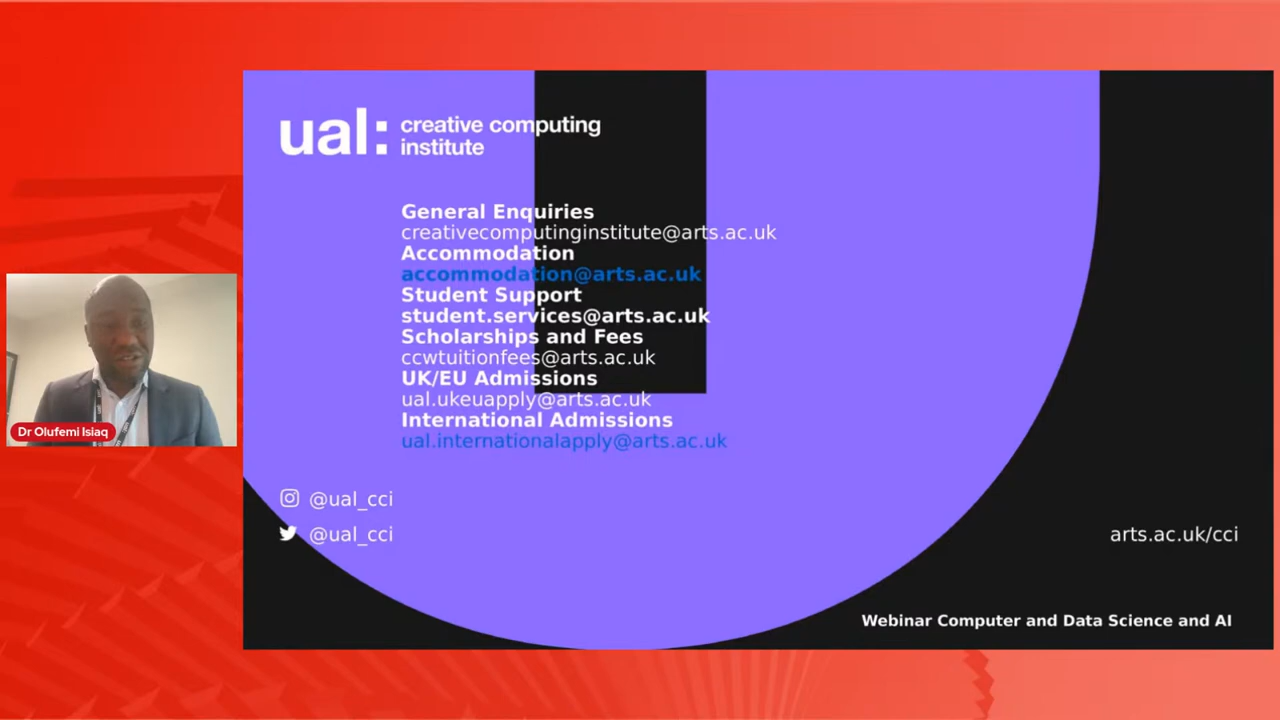 ual: creative computing
institute
General Enquiries
creativecomputinginstitute@arts.ac.uk
Accommodation
accommodation@arts.ac.uk
Student Support
student.services@arts.ac.uk
Scholarships and Fees
ccwtuitionfees@arts.ac.uk
UK/EU Admissions
ual.ukeuapply@arts.ac.uk
International Admissions
ual.internationalapply@arts.ac.uk
Dr Olufemi Isiaq
@ual_cci
@ual_cci
arts.ac.uk/cci
Webinar Computer and Data Science and AI